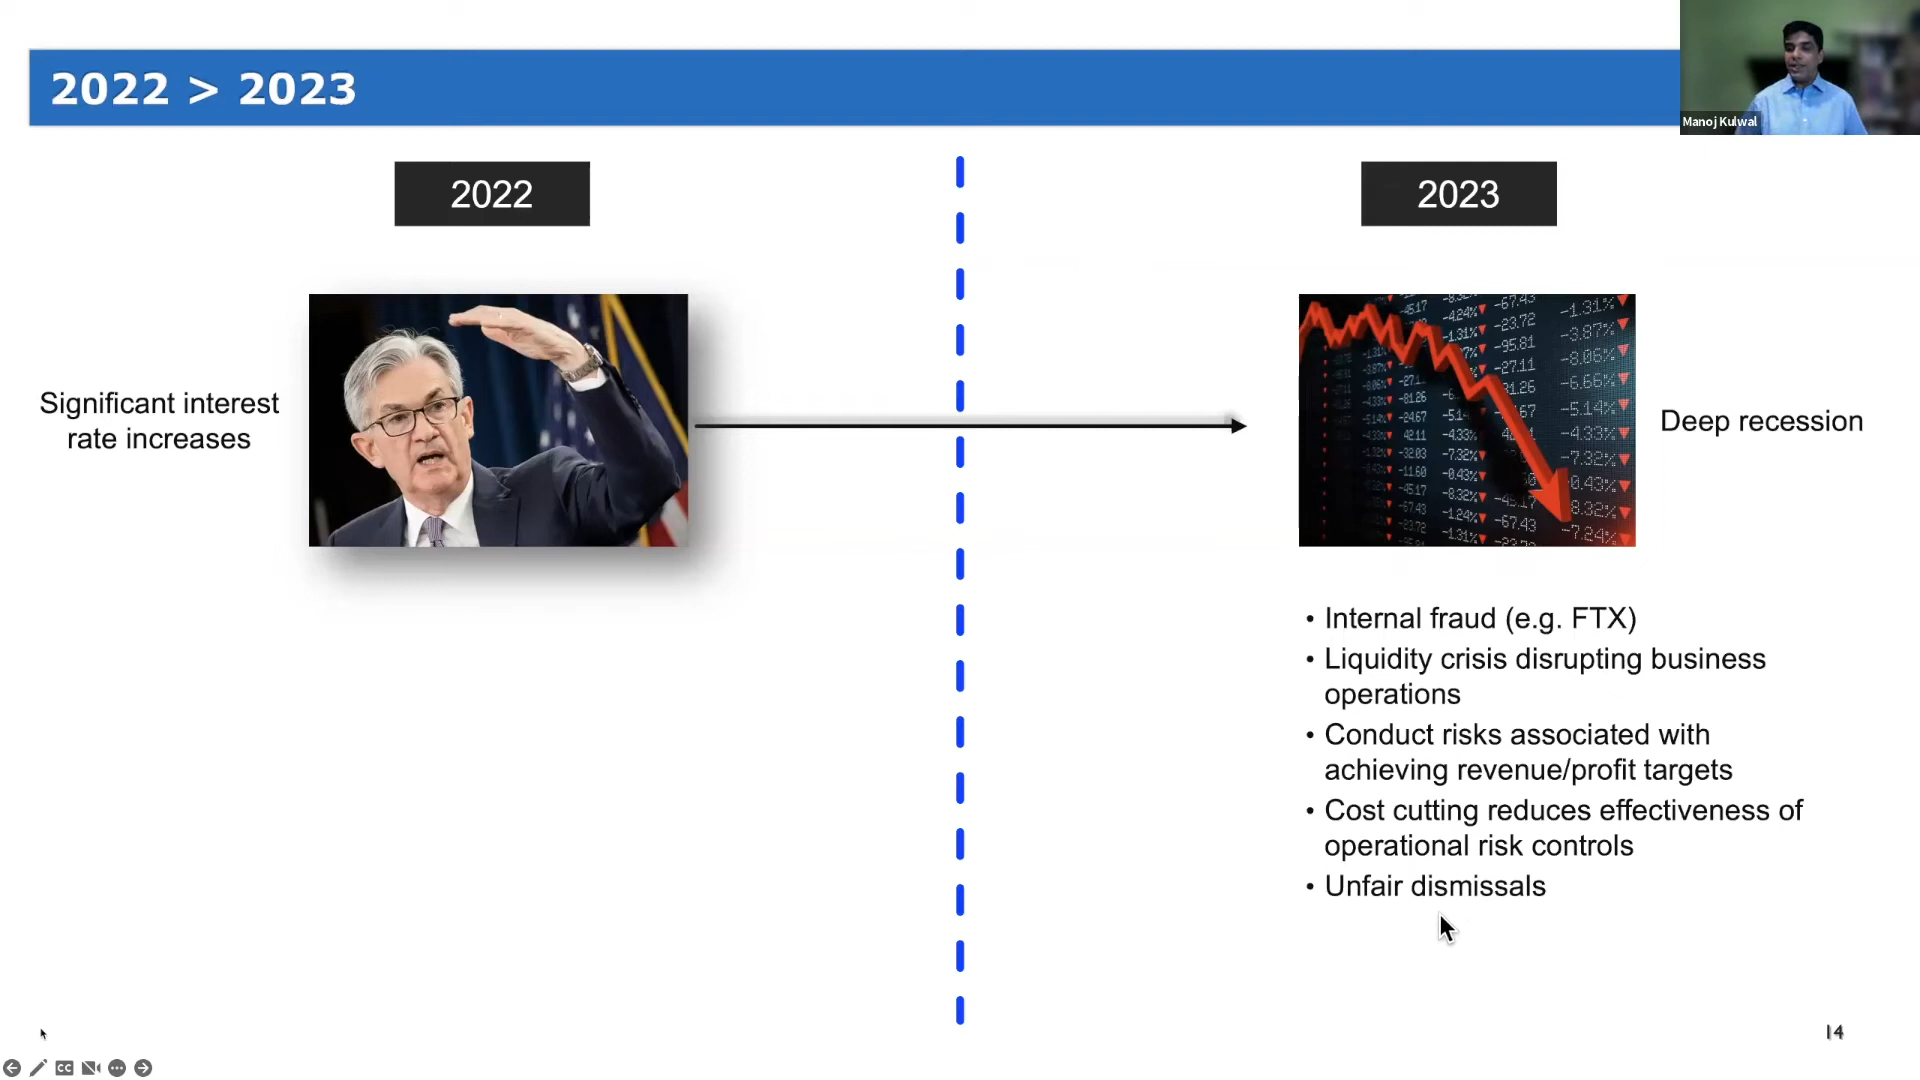 2022 > 2023
Manoj Kulwal
2022
2023
Significant interest
rate increases
Deep recession
• Internal fraud (e.g. FTX)
• Liquidity crisis disrupting business
operations
• Conduct risks associated with
achieving revenue/profit targets
• Cost cutting reduces effectiveness of
operational risk controls
• Unfair dismissals
14
CC